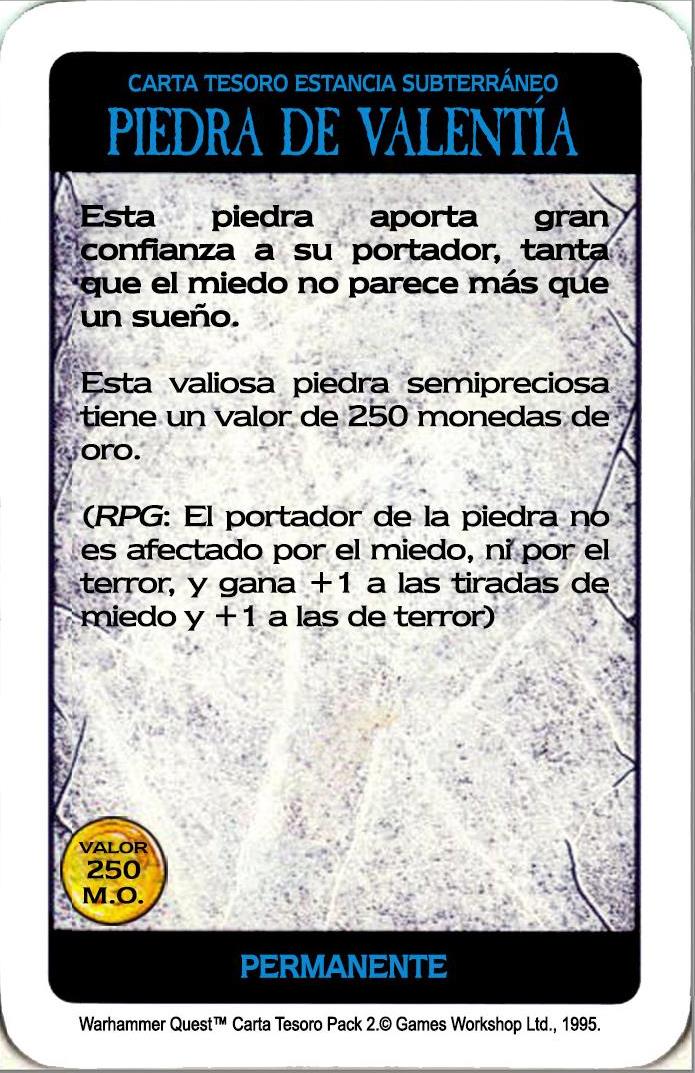 CARTA TESORO ESTANCIA SUBTERRÁNEO
PIEDRA DE VALENTÍA
Esta piedra aporta gran
confianza a su portador, tanta
que el miedo no parece más que
un sueño.
Esta valiosa piedra semipreciosa
tiene un valor de 250 monedas de
oro.
(RPG: El portador de la piedra no
es afectado por el miedo, ni por el
terror, y gana +1 a las tiradas de
miedo y +1 a las de terror)
VALOR
250
M.O.
PERMANENTE
Warhammer Quest™ Carta Tesoro Pack 2.© Games Workshop Ltd., 1995.